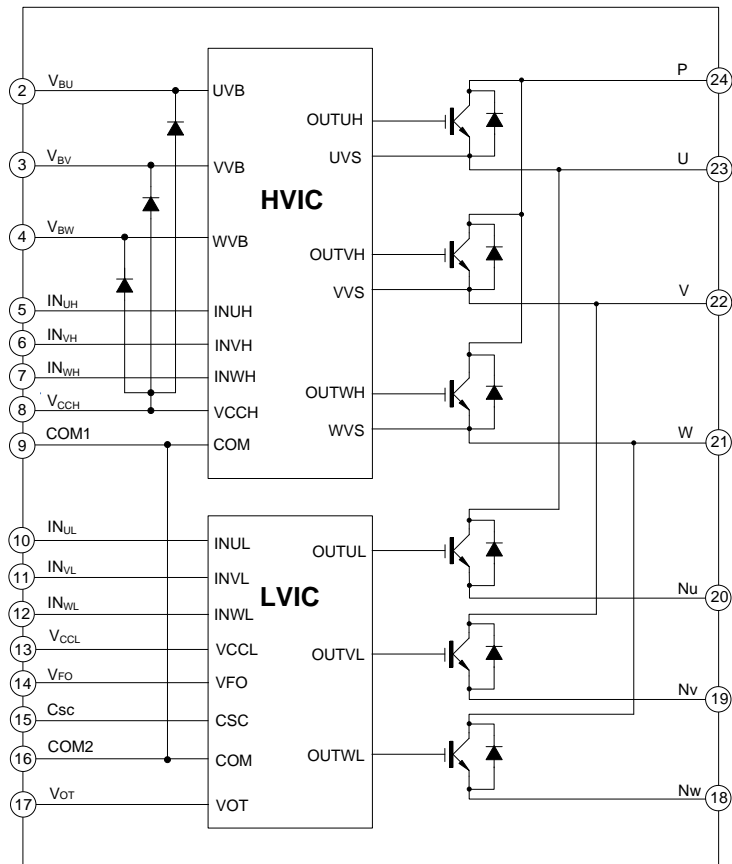 2 V_BU UVB
3 V_BV VVB
4 V_BW WVB
5 IN_UH INUH
6 IN_VH INVH
7 IN_WH INWH
8 V_CCH VCCH
9 COM1 COM
HVIC
OUTUH
UVS
OUTVH
VVS
OUTWH
WVS
P 24
U 23
V 22
W 21
10 IN_UL INUL
11 IN_VL INVL
12 IN_WL INWL
13 V_CCL VCCL
14 V_FO VFO
15 Csc CSC
16 COM2 COM
17 V_OT VOT
LVIC
OUTUL
OUTVL
OUTWL
Nu 20
Nv 19
Nw 18